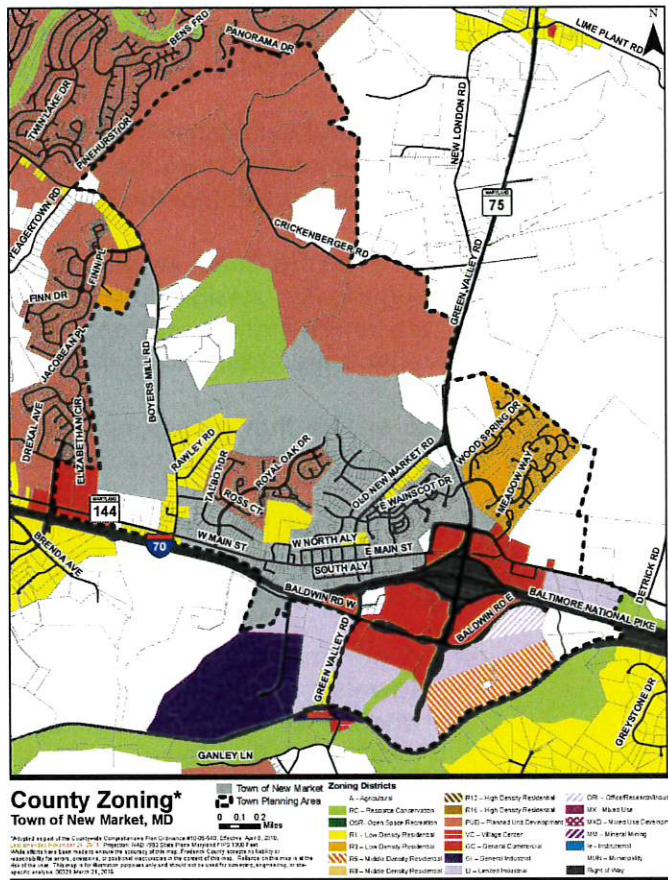 N
LIME PLANT RD
BENS FRD
PANORAMA DR
TWIN LAKE DR
PINEHURST DR
NEW LONDON RD
YEAGERTOWN RD
MARYLAND
75
CRICKENBERGER RD
FINN PL
FINN DR
GREEN VALLEY RD
JACOBEAN PL
BOYERS MILL RD
DREXAL AVE
ELIZABETHAN CIR
RAWLEY RD
TALBOT DR
ROYAL OAK DR
ROSS CT
OLD NEW MARKET RD
WOOD SPRING DR
MEADOW WAY
E WAINSCOT DR
MARYLAND
144
W MAIN ST
W NORTH ALY
E MAIN ST
SOUTH ALY
70
BRENDA AVE
BALDWIN RD W
BALDWIN RD E
DETRICK RD
BALTIMORE NATIONAL PIKE
GREEN VALLEY RD
GREYSTONE DR
GANLEY LN
County Zoning*
Town of New Market, MD
Town of New Market
Town Planning Area
0 0.1 0.2
Miles
Zoning Districts
A - Agricultural
RC - Resource Conservation
OSR - Open Space Recreation
R1 - Low Density Residential
R3 - Low Density Residential
R5 - Middle Density Residential
R8 - Middle Density Residential
R12 - High Density Residential
R16 - High Density Residential
PUD - Planned Unit Development
VC - Village Center
GC - General Commercial
GI - General Industrial
LI - Limited Industrial
MX - Mixed Use
MXD - Mixed Use
MM - Mineral Mining
Right of Way